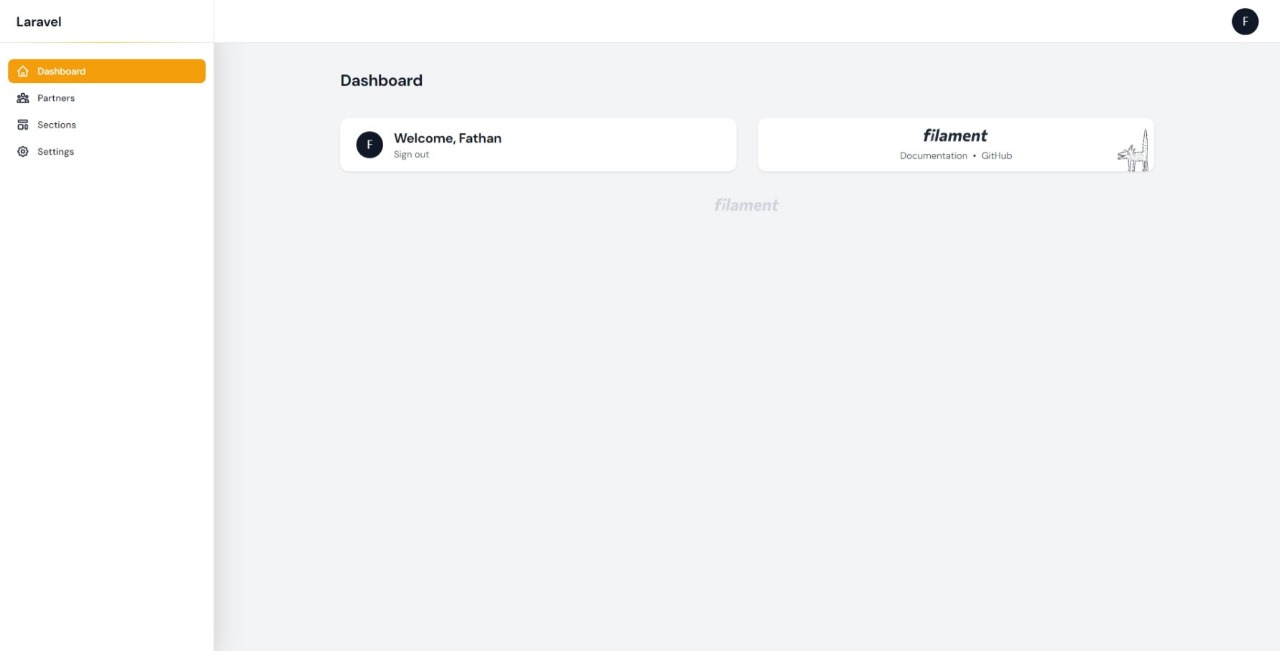 Laravel
F
Dashboard
Partners
Sections
Settings
Dashboard
F
Welcome, Fathan
Sign out
filament
Documentation • GitHub
filament